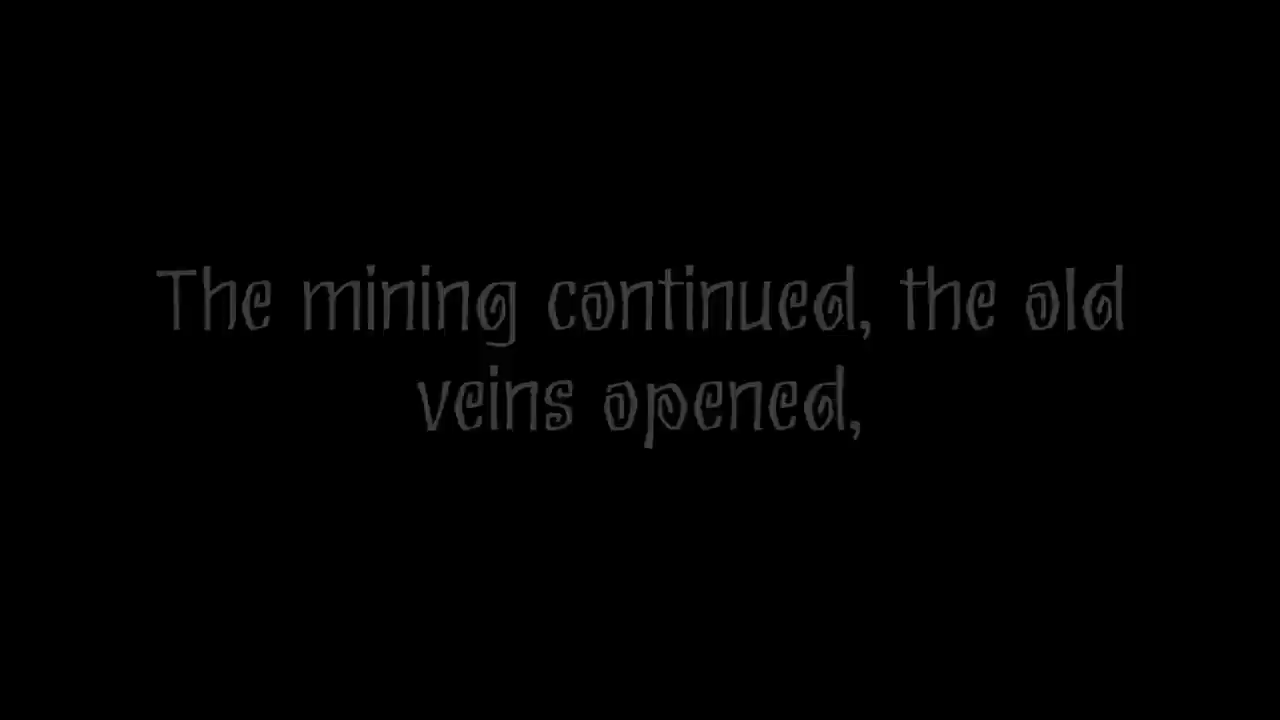 The mining continued, the old
veins opened,